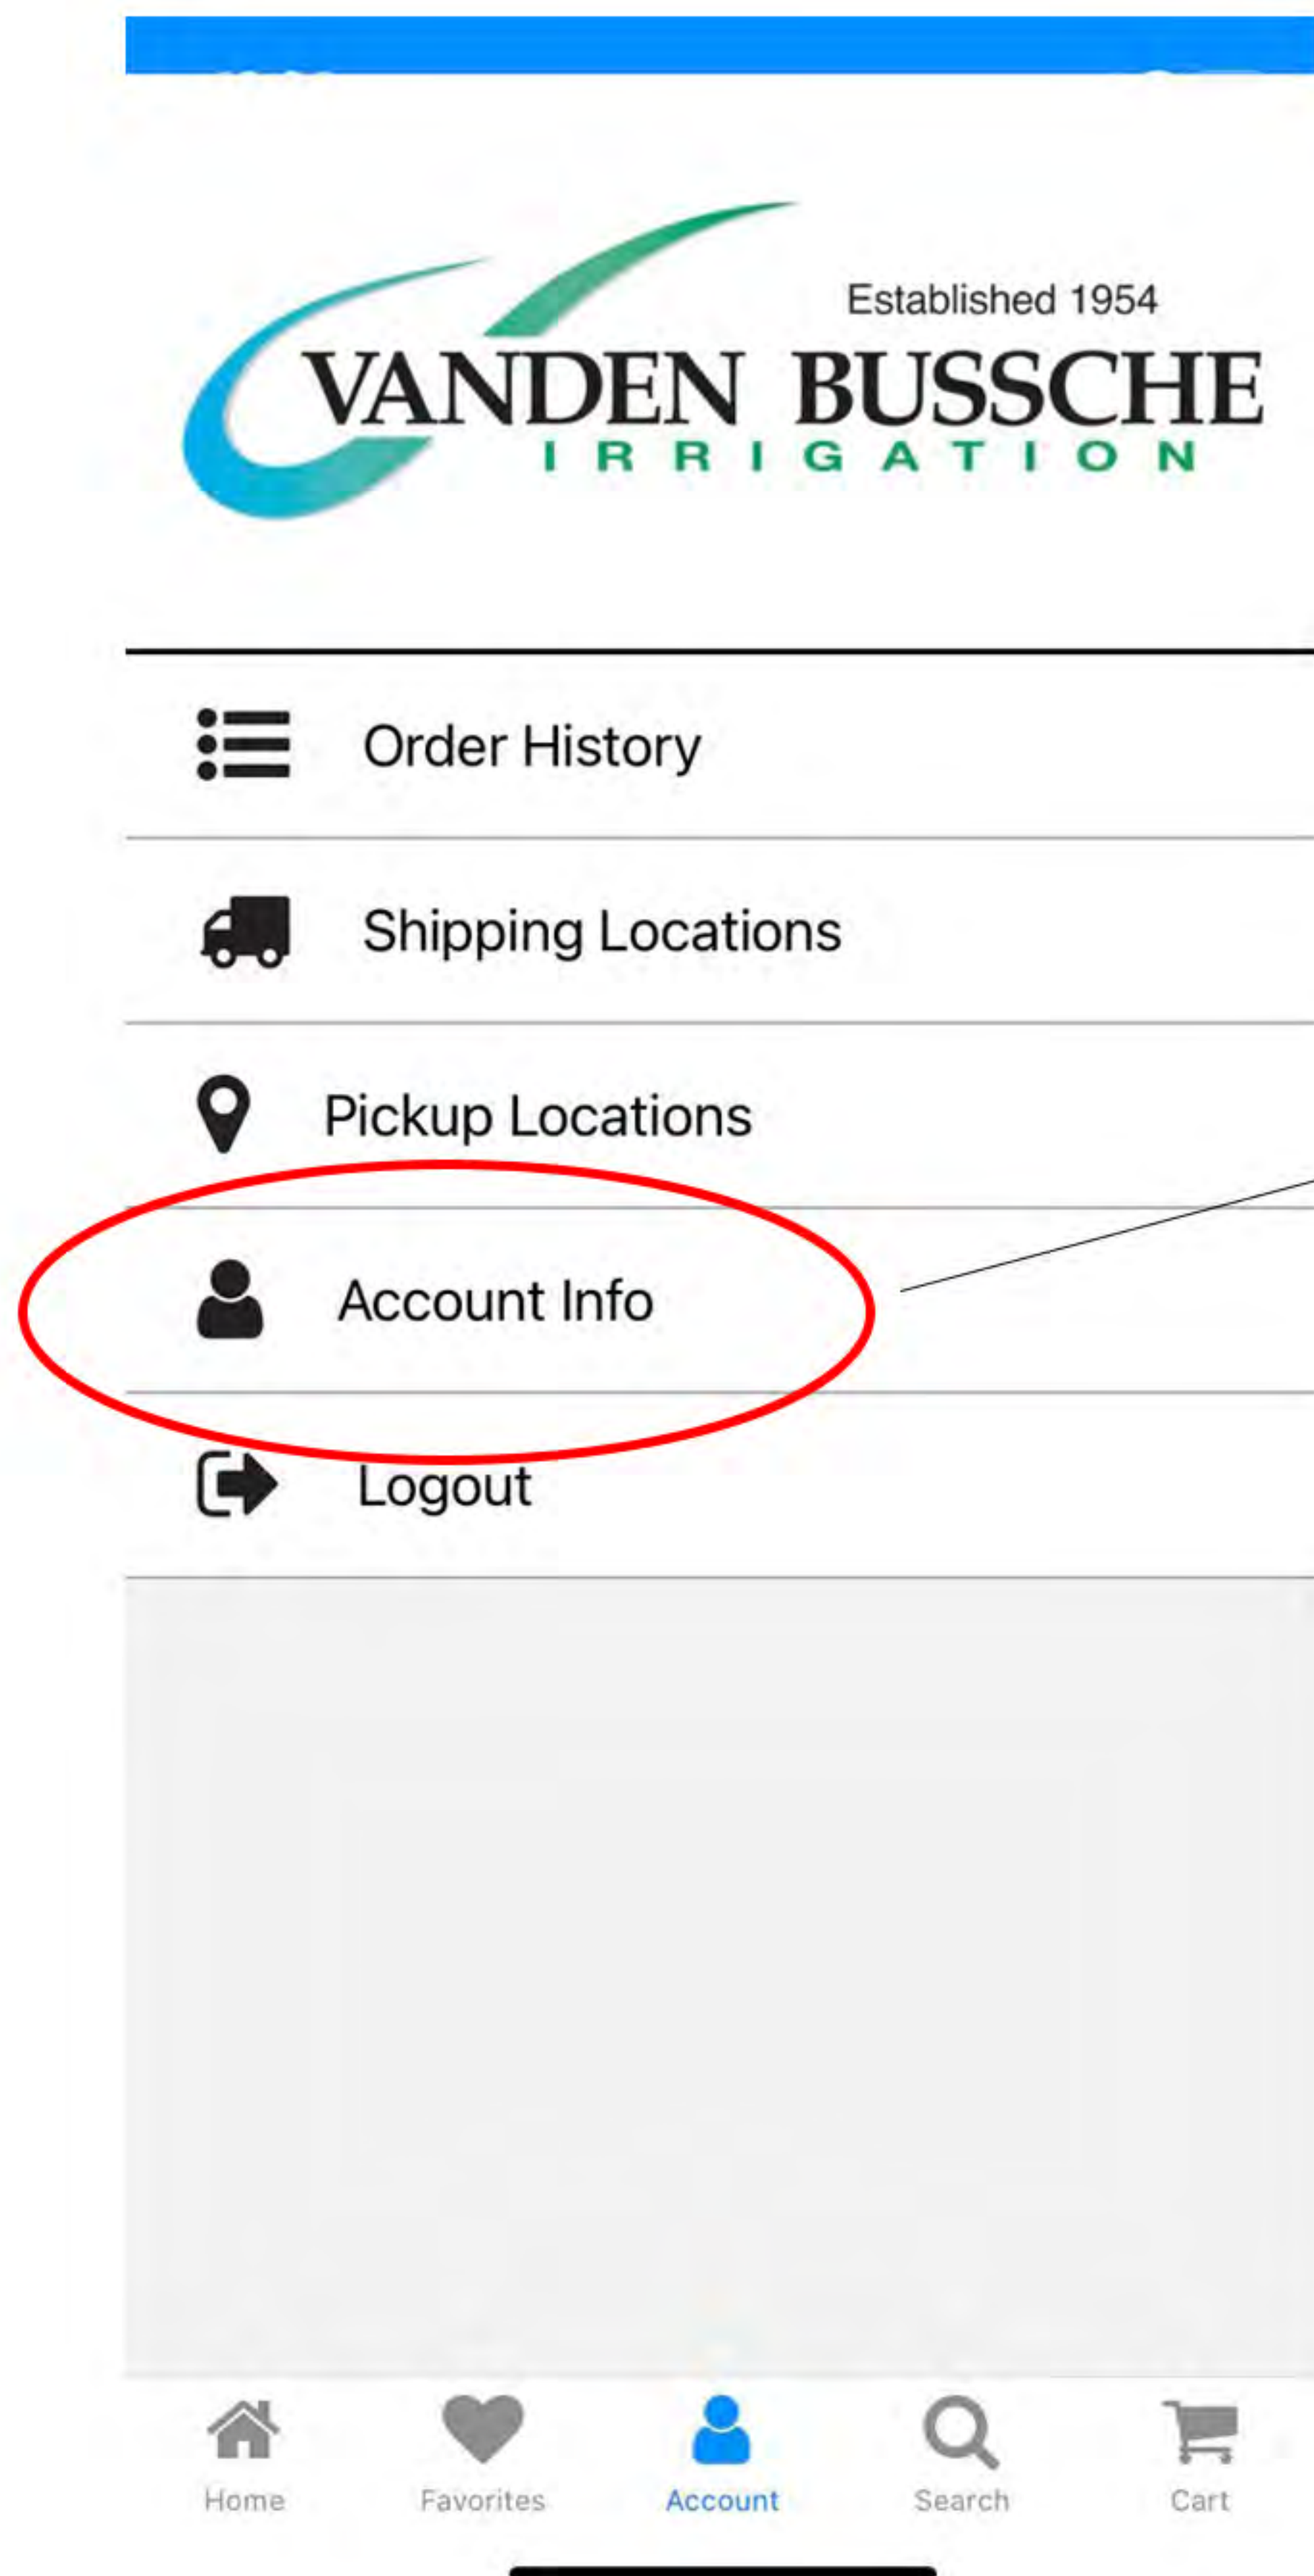 Established 1954
VANDEN BUSSCHE
IRRIGATION
Order History
Shipping Locations
Pickup Locations
Account Info
Logout
Home Favorites Account Search Cart